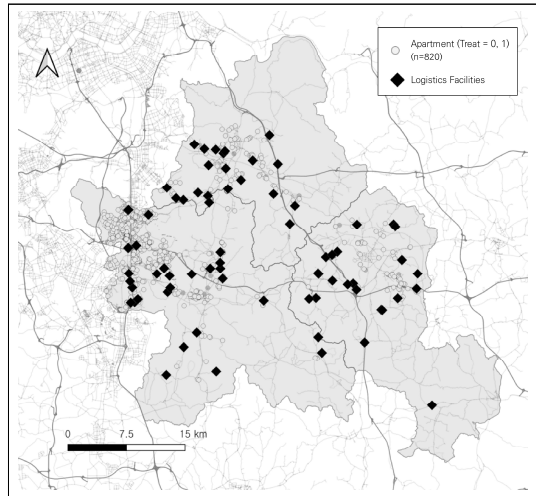 Apartment (Treat = 0, 1)
(n=820)
Logistics Facilities
0 7.5 15 km